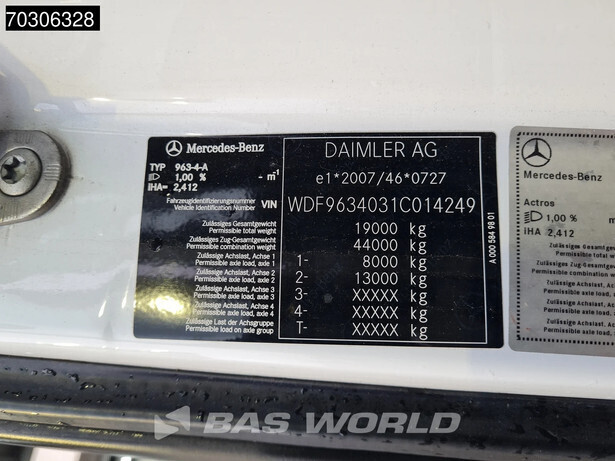 70306328
Mercedes-Benz
DAIMLER AG
TYP 963-4-A
1,00 % - m⁻¹
iHA= 2,412
e1*2007/46*0727
Fahrzeugidentifizierungsnummer
Vehicle Identification Number VIN WDF9634031C014249
Zulässiges Gesamtgewicht
Permissible total weight 19000 kg
Zulässiges Zug-Gesamtgewicht
Permissible combination weight 44000 kg
Zulässige Achslast, Achse 1
Permissible axle load, axle 1 1- 8000 kg
Zulässige Achslast, Achse 2
Permissible axle load, axle 2 2- 13000 kg
Zulässige Achslast, Achse 3
Permissible axle load, axle 3 3- XXXXX kg
Zulässige Achslast, Achse 4
Permissible axle load, axle 4 4- XXXXX kg
Zulässige Last der Achsgruppe
Permissible load on axle group T- XXXXX kg
A 000 584 98 01
Mercedes-Benz
Actros
1,00 %
iHA 2,412
BAS WORLD